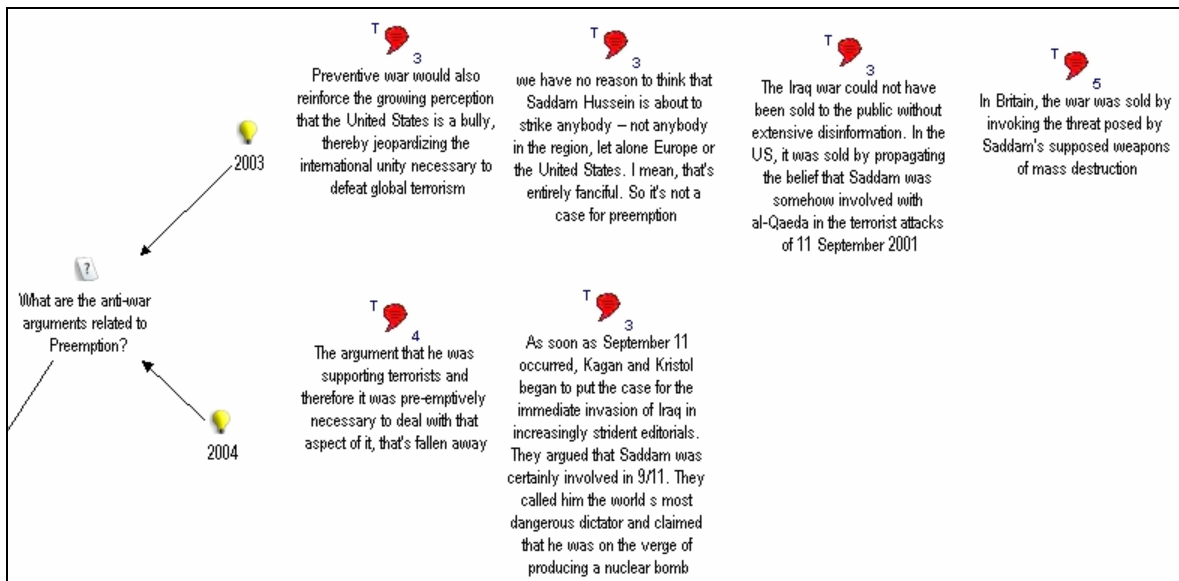 T
3
Preventive war would also
reinforce the growing perception
that the United States is a bully,
thereby jeopardizing the
international unity necessary to
defeat global terrorism
T
3
we have no reason to think that
Saddam Hussein is about to
strike anybody – not anybody
in the region, let alone Europe or
the United States. I mean, that's
entirely fanciful. So it's not a
case for preemption
T
3
The Iraq war could not have
been sold to the public without
extensive disinformation. In the
US, it was sold by propagating
the belief that Saddam was
somehow involved with
al-Qaeda in the terrorist attacks
of 11 September 2001
T
5
In Britain, the war was sold by
invoking the threat posed by
Saddam's supposed weapons
of mass destruction
2003
?
What are the anti-war
arguments related to
Preemption?
2004
T
4
The argument that he was
supporting terrorists and
therefore it was pre-emptively
necessary to deal with that
aspect of it, that's fallen away
T
3
As soon as September 11
occurred, Kagan and Kristol
began to put the case for the
immediate invasion of Iraq in
increasingly strident editorials.
They argued that Saddam was
certainly involved in 9/11. They
called him the world s most
dangerous dictator and claimed
that he was on the verge of
producing a nuclear bomb